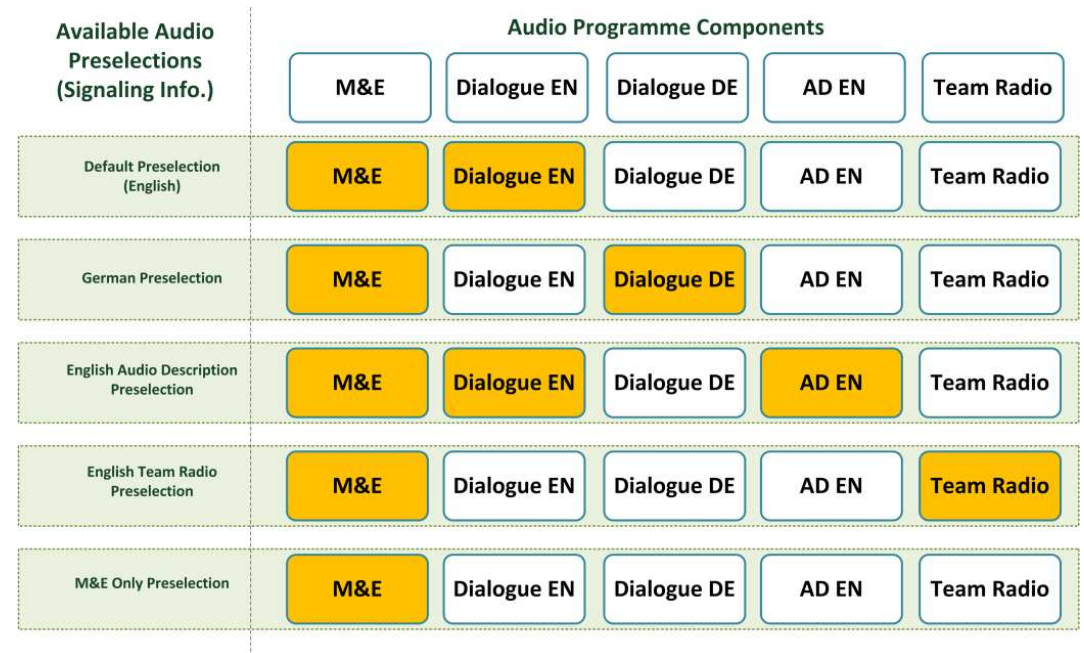 Available Audio
Preselections
(Signaling Info.)
Audio Programme Components
M&E
Dialogue EN
Dialogue DE
AD EN
Team Radio
Default Preselection
(English)
M&E
Dialogue EN
Dialogue DE
AD EN
Team Radio
German Preselection
M&E
Dialogue EN
Dialogue DE
AD EN
Team Radio
English Audio Description
Preselection
M&E
Dialogue EN
Dialogue DE
AD EN
Team Radio
English Team Radio
Preselection
M&E
Dialogue EN
Dialogue DE
AD EN
Team Radio
M&E Only Preselection
M&E
Dialogue EN
Dialogue DE
AD EN
Team Radio